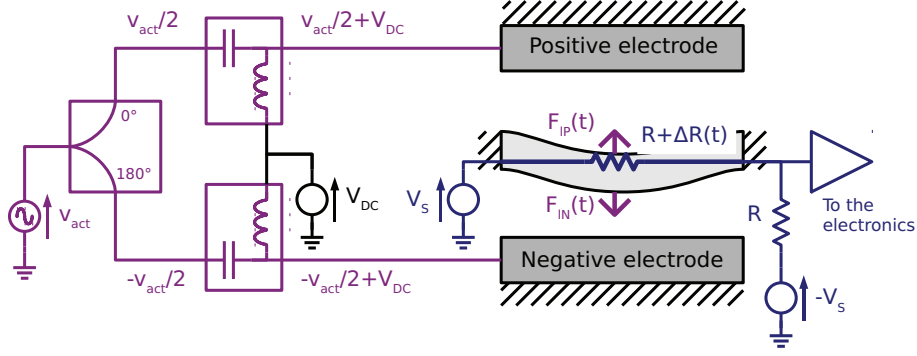 v_act/2
v_act/2+V_DC
Positive electrode
0°
180°
F_IP(t)
R+ΔR(t)
v_act
V_DC
V_S
F_IN(t)
R
To the
electronics
-v_act/2
-v_act/2+V_DC
Negative electrode
-V_S